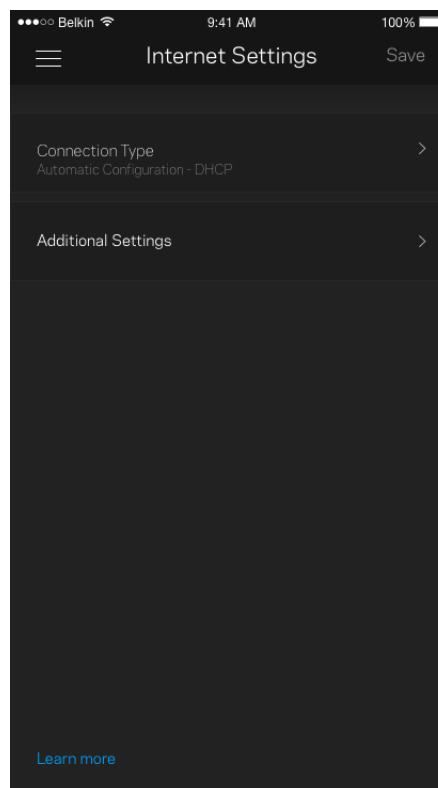 Belkin 9:41 AM 100%
Internet Settings Save
Connection Type
Automatic Configuration - DHCP
Additional Settings
Learn more